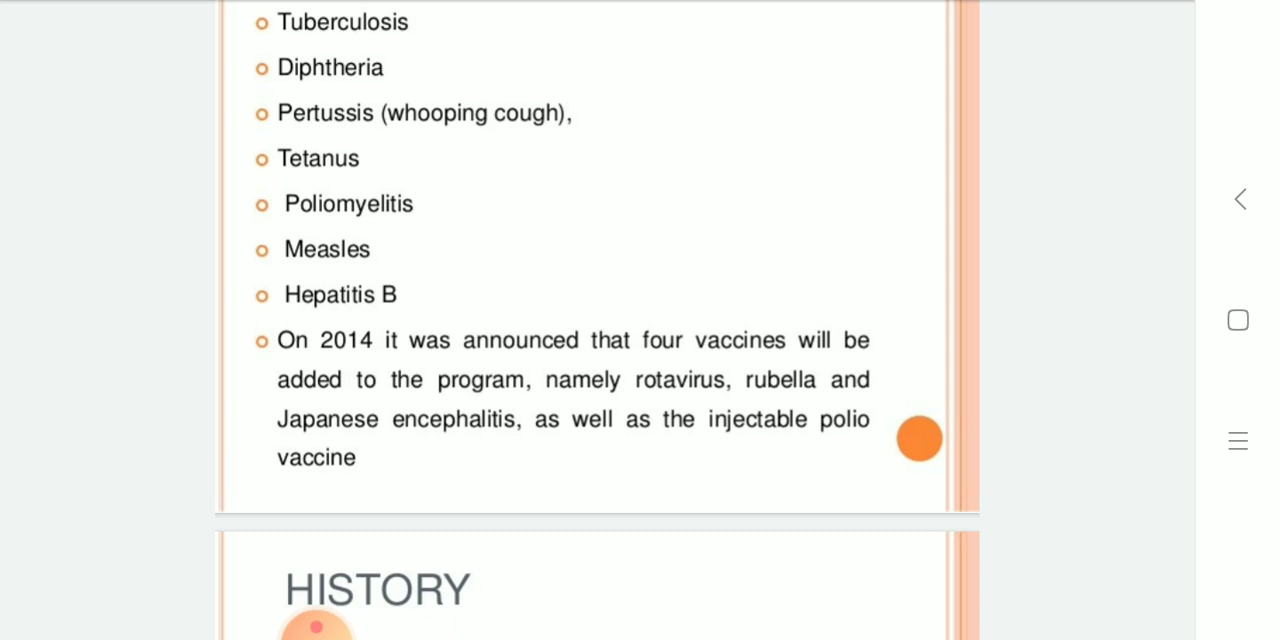 Tuberculosis
Diphtheria
Pertussis (whooping cough),
Tetanus
Poliomyelitis
Measles
Hepatitis B
On 2014 it was announced that four vaccines will be
added to the program, namely rotavirus, rubella and
Japanese encephalitis, as well as the injectable polio
vaccine
HISTORY